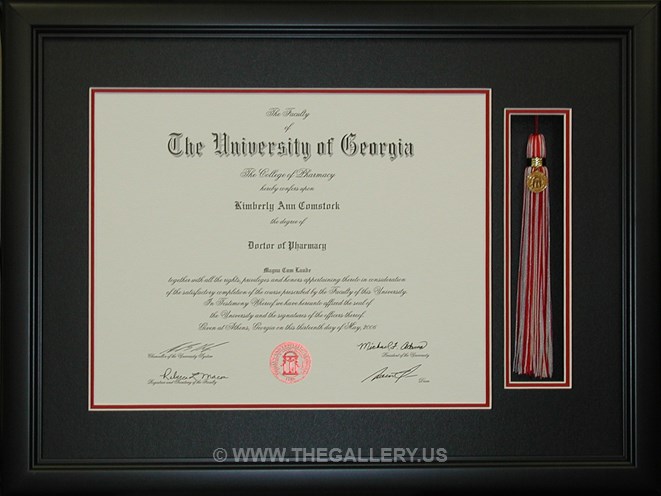 The Faculty
of
The University of Georgia
The College of Pharmacy
hereby confers upon
Kimberly Ann Comstock
the degree of
Doctor of Pharmacy
Magna Cum Laude
together with all the rights, privileges and honors appertaining thereto in consideration
of the satisfactory completion of the course prescribed by the Faculty of this University.
In Testimony Whereof we have hereunto affixed the seal of
the University and the signatures of the officers thereof.
Given at Athens, Georgia on this thirteenth day of May, 2006
Chancellor of the University System
President of the University
Rebecca
Registrar and Secretary of the Faculty
Dean
© WWW.THEGALLERY.US